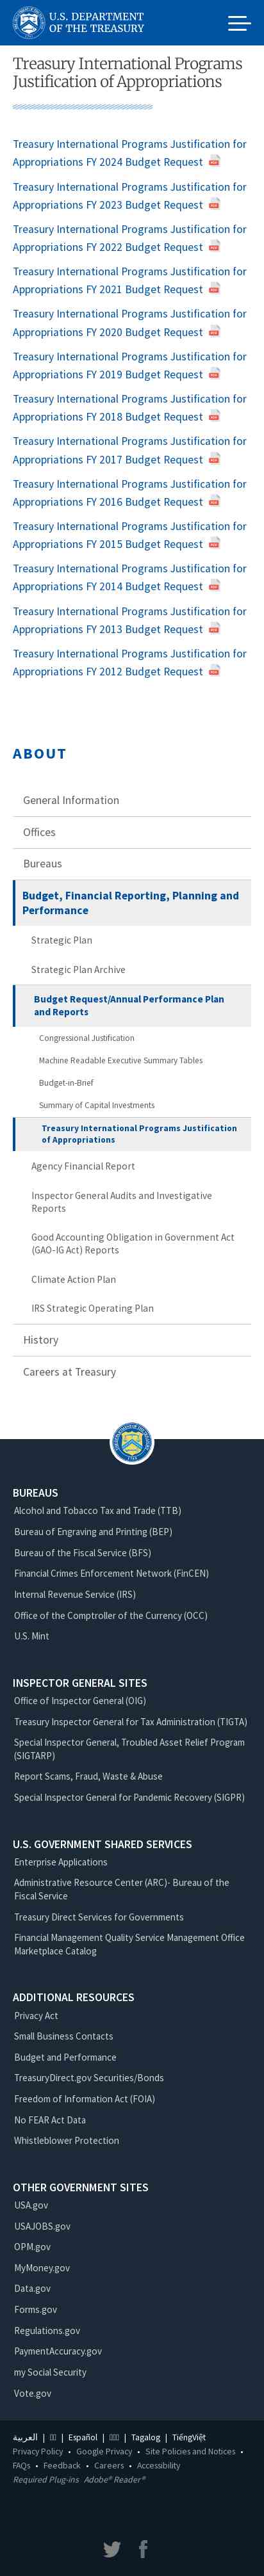 U.S. DEPARTMENT
OF THE TREASURY
Treasury International Programs
Justification of Appropriations
Treasury International Programs Justification for
Appropriations FY 2024 Budget Request
Treasury International Programs Justification for
Appropriations FY 2023 Budget Request
Treasury International Programs Justification for
Appropriations FY 2022 Budget Request
Treasury International Programs Justification for
Appropriations FY 2021 Budget Request
Treasury International Programs Justification for
Appropriations FY 2020 Budget Request
Treasury International Programs Justification for
Appropriations FY 2019 Budget Request
Treasury International Programs Justification for
Appropriations FY 2018 Budget Request
Treasury International Programs Justification for
Appropriations FY 2017 Budget Request
Treasury International Programs Justification for
Appropriations FY 2016 Budget Request
Treasury International Programs Justification for
Appropriations FY 2015 Budget Request
Treasury International Programs Justification for
Appropriations FY 2014 Budget Request
Treasury International Programs Justification for
Appropriations FY 2013 Budget Request
Treasury International Programs Justification for
Appropriations FY 2012 Budget Request
ABOUT
General Information
Offices
Bureaus
Budget, Financial Reporting, Planning and
Performance
Strategic Plan
Strategic Plan Archive
Budget Request/Annual Performance Plan
and Reports
Congressional Justification
Machine Readable Executive Summary Tables
Budget-in-Brief
Summary of Capital Investments
Treasury International Programs Justification
of Appropriations
Agency Financial Report
Inspector General Audits and Investigative
Reports
Good Accounting Obligation in Government Act
(GAO-IG Act) Reports
Climate Action Plan
IRS Strategic Operating Plan
History
Careers at Treasury
BUREAUS
Alcohol and Tobacco Tax and Trade (TTB)
Bureau of Engraving and Printing (BEP)
Bureau of the Fiscal Service (BFS)
Financial Crimes Enforcement Network (FinCEN)
Internal Revenue Service (IRS)
Office of the Comptroller of the Currency (OCC)
U.S. Mint
INSPECTOR GENERAL SITES
Office of Inspector General (OIG)
Treasury Inspector General for Tax Administration (TIGTA)
Special Inspector General, Troubled Asset Relief Program
(SIGTARP)
Report Scams, Fraud, Waste & Abuse
Special Inspector General for Pandemic Recovery (SIGPR)
U.S. GOVERNMENT SHARED SERVICES
Enterprise Applications
Administrative Resource Center (ARC)- Bureau of the
Fiscal Service
Treasury Direct Services for Governments
Financial Management Quality Service Management Office
Marketplace Catalog
ADDITIONAL RESOURCES
Privacy Act
Small Business Contacts
Budget and Performance
TreasuryDirect.gov Securities/Bonds
Freedom of Information Act (FOIA)
No FEAR Act Data
Whistleblower Protection
OTHER GOVERNMENT SITES
USA.gov
USAJOBS.gov
OPM.gov
MyMoney.gov
Data.gov
Forms.gov
Regulations.gov
PaymentAccuracy.gov
my Social Security
Vote.gov
العربية | | Español | | Tagalog | TiếngViệt
Privacy Policy • Google Privacy • Site Policies and Notices •
FAQs • Feedback • Careers • Accessibility
Required Plug-ins Adobe® Reader®